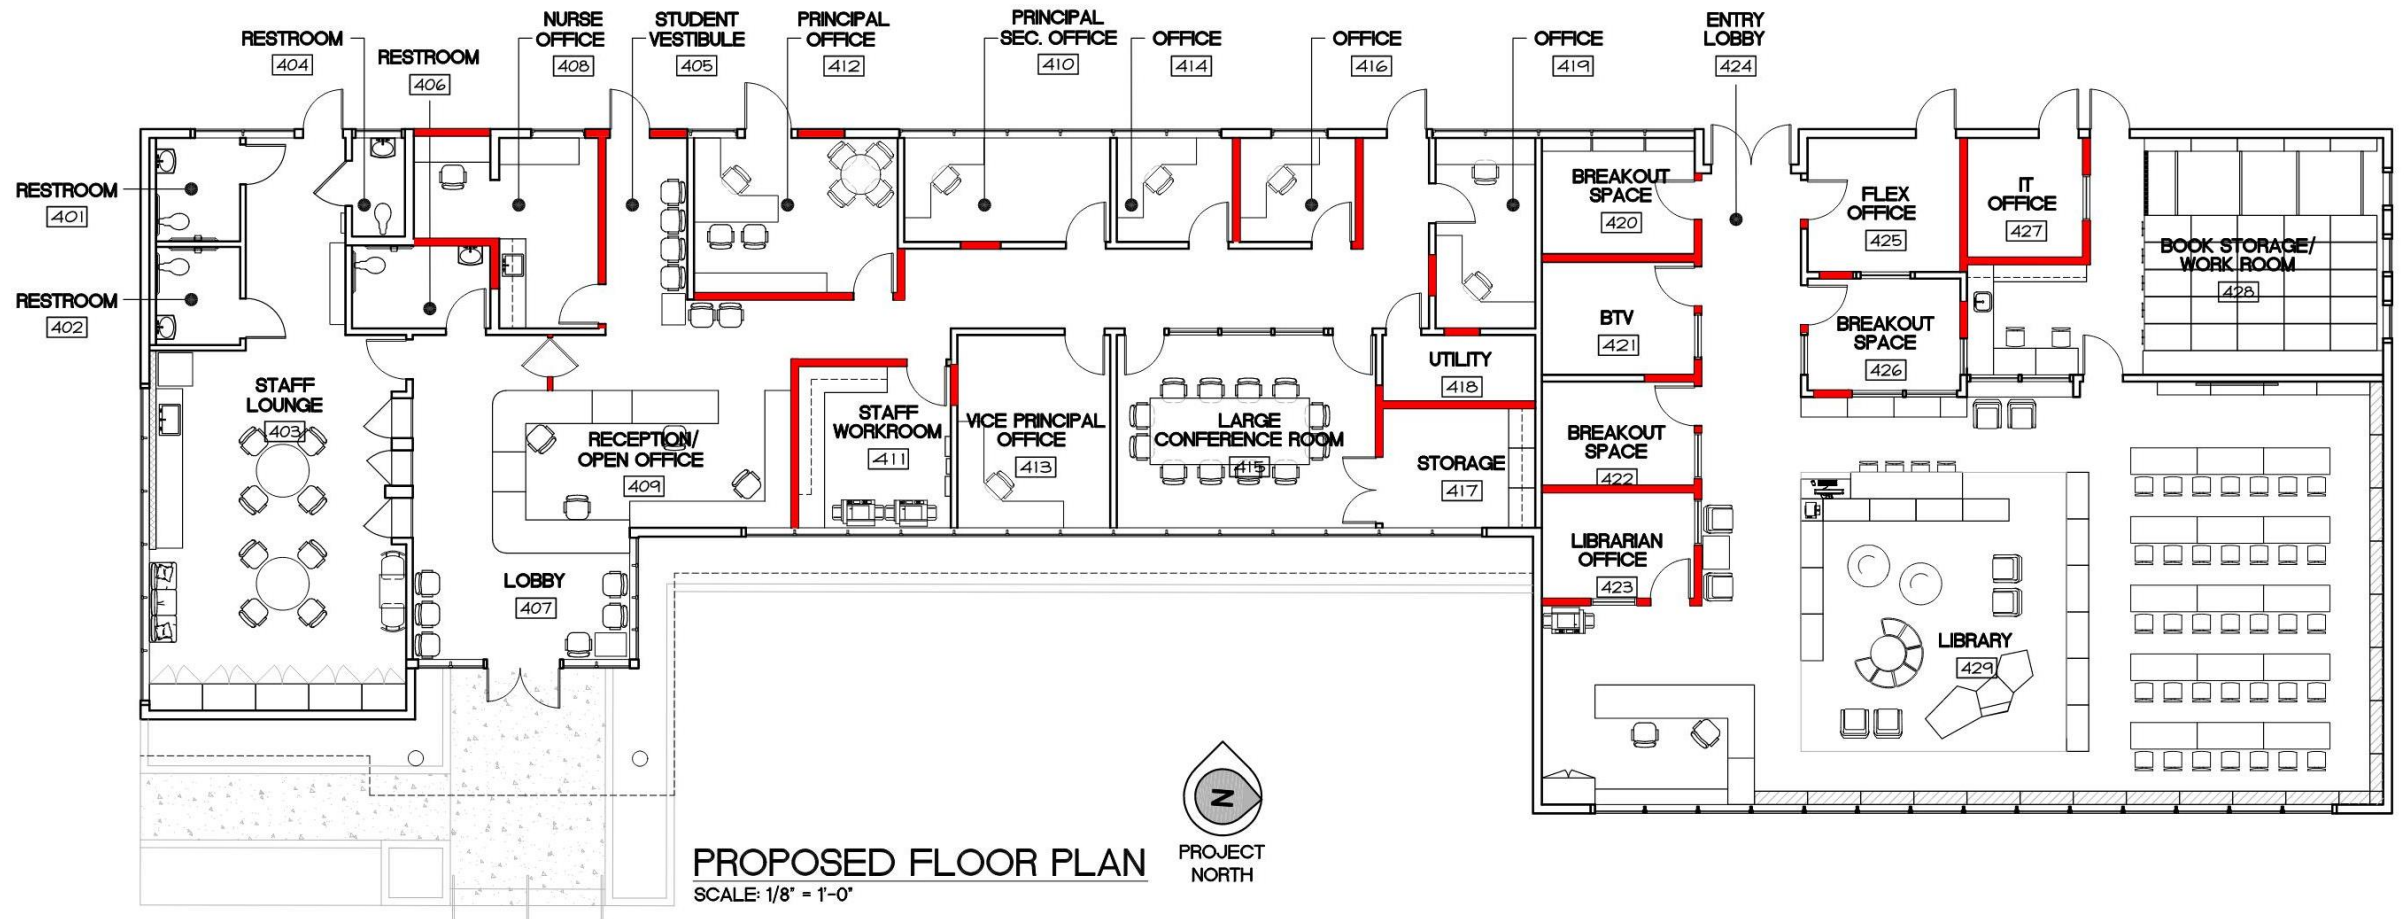 RESTROOM
404
RESTROOM
406
NURSE
OFFICE
408
STUDENT
VESTIBULE
405
PRINCIPAL
OFFICE
412
PRINCIPAL
SEC. OFFICE
410
OFFICE
414
OFFICE
416
OFFICE
419
ENTRY
LOBBY
424
RESTROOM
401
RESTROOM
402
STAFF
LOUNGE
403
RECEPTION/
OPEN OFFICE
409
LOBBY
407
STAFF
WORKROOM
411
VICE PRINCIPAL
OFFICE
413
LARGE
CONFERENCE ROOM
415
UTILITY
418
STORAGE
417
BREAKOUT
SPACE
420
BTV
421
BREAKOUT
SPACE
422
LIBRARIAN
OFFICE
423
FLEX
OFFICE
425
BREAKOUT
SPACE
426
IT
OFFICE
427
BOOK STORAGE/
WORK ROOM
428
LIBRARY
429
N
PROJECT
NORTH
PROPOSED FLOOR PLAN
SCALE: 1/8" = 1'-0"